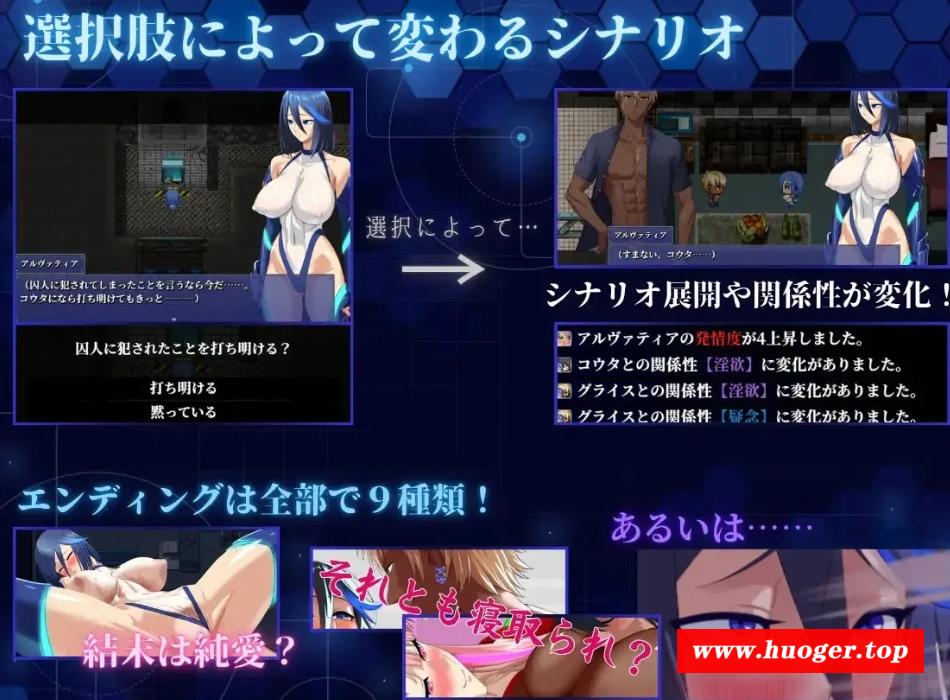 選択肢によって変わるシナリオ
アルヴァティア
(囚人に犯されてしまったことを言うなら今だ……。
コウタになら打ち明けてもきっと———)
囚人に犯されたことを打ち明ける？
打ち明ける
黙っている
選択によって…
アルヴァティア
(すまない、コウタ……)
シナリオ展開や関係性が変化！
アルヴァティアの発情度が4上昇しました。
コウタとの関係性【淫欲】に変化がありました。
グライスとの関係性【淫欲】に変化がありました。
グライスとの関係性【疑念】に変化がありました。
エンディングは全部で９種類！
あるいは……
結末は純愛？
それとも寝取られ？
www.huoger.top